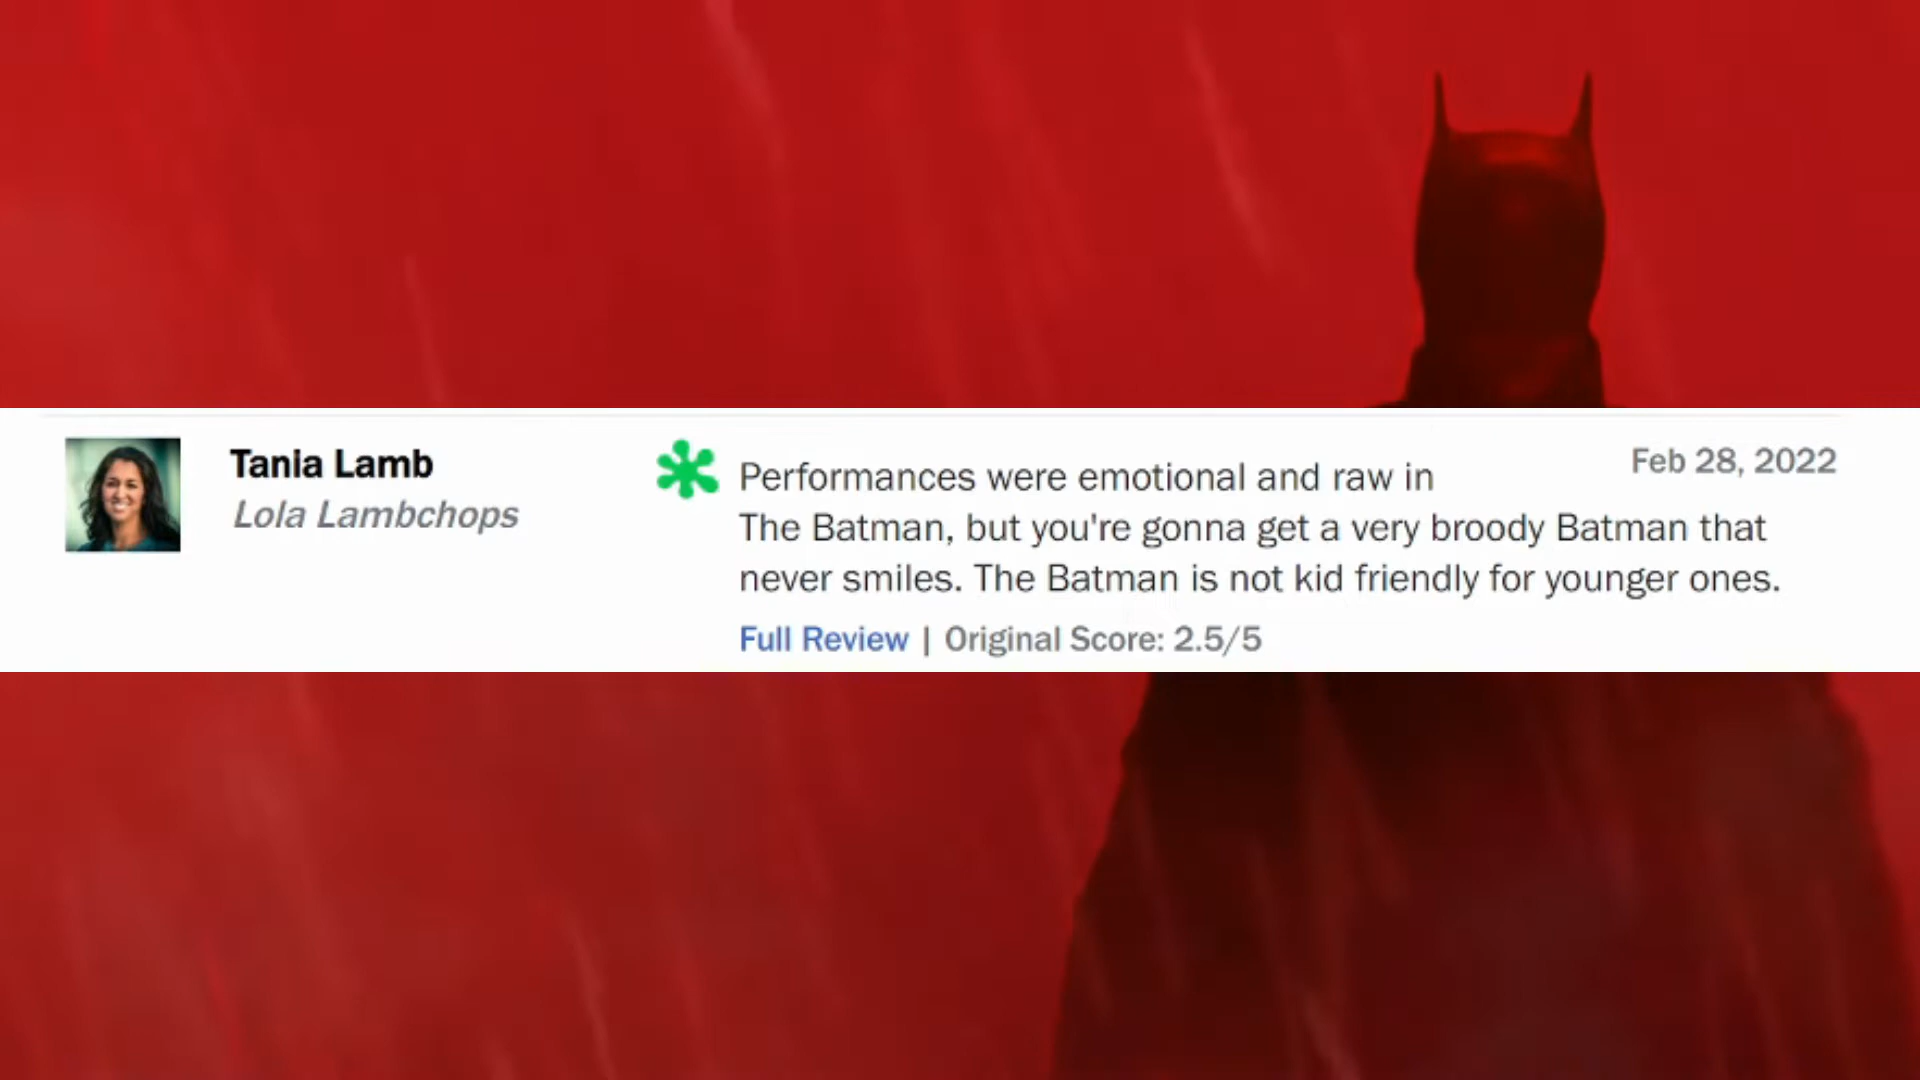 Tania Lamb
Lola Lambchops
Performances were emotional and raw in
The Batman, but you're gonna get a very broody Batman that
never smiles. The Batman is not kid friendly for younger ones.
Full Review | Original Score: 2.5/5
Feb 28, 2022